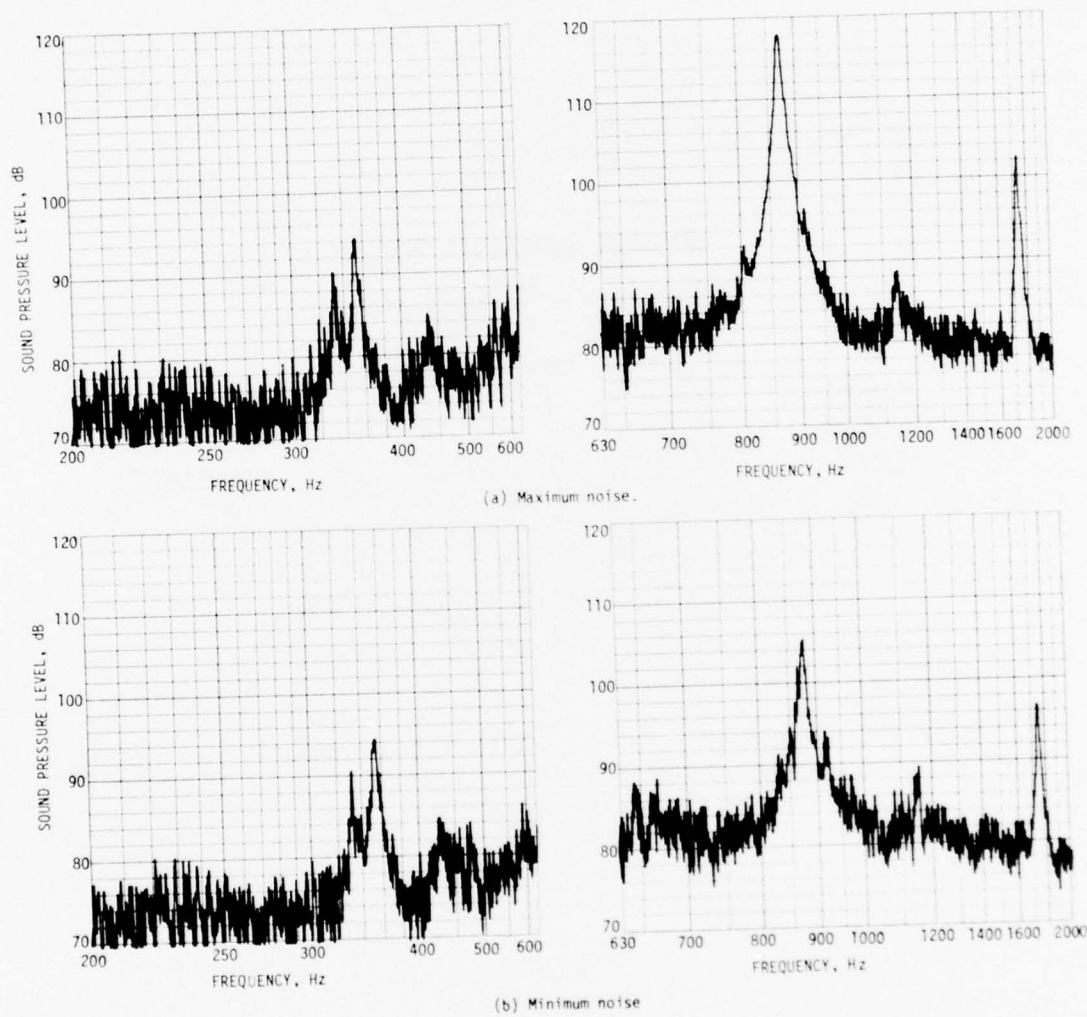 120
110
100
90
80
70
SOUND PRESSURE LEVEL, dB
200 250 300 400 500 600
FREQUENCY, Hz
120
110
100
90
80
70
630 700 800 900 1000 1200 1400 1600 2000
FREQUENCY, Hz
(a) Maximum noise.
120
110
100
90
80
70
SOUND PRESSURE LEVEL, dB
200 250 300 400 500 600
FREQUENCY, Hz
120
110
100
90
80
70
630 700 800 900 1000 1200 1400 1600 2000
FREQUENCY, Hz
(b) Minimum noise